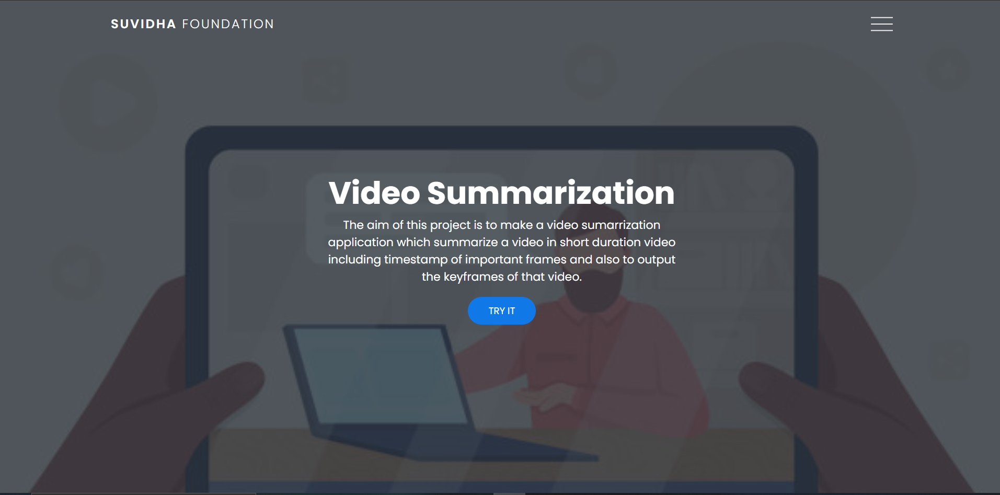 SUVIDHA FOUNDATION
Video Summarization
The aim of this project is to make a video sumarrization
application which summarize a video in short duration video
including timestamp of important frames and also to output
the keyframes of that video.
TRY IT